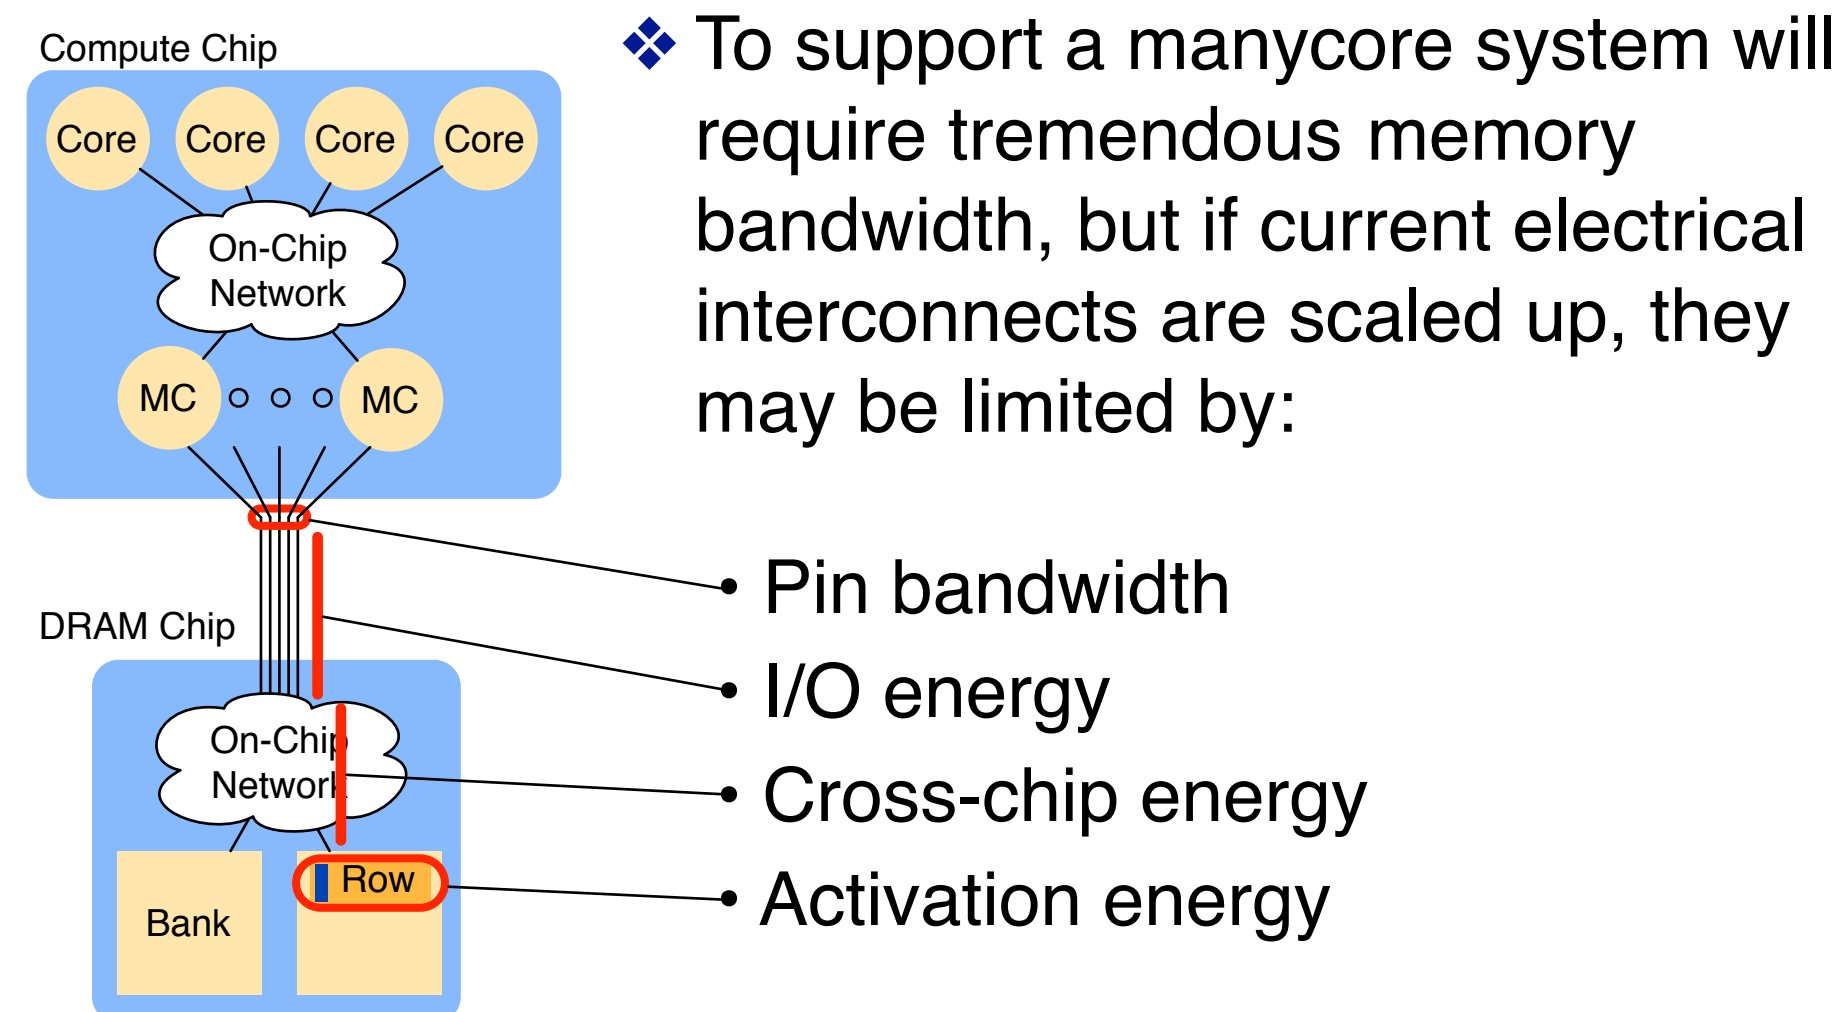 Compute Chip
Core Core Core Core
On-Chip
Network
MC MC
DRAM Chip
On-Chip
Network
Row
Bank
❖ To support a manycore system will
require tremendous memory
bandwidth, but if current electrical
interconnects are scaled up, they
may be limited by:
• Pin bandwidth
• I/O energy
• Cross-chip energy
• Activation energy